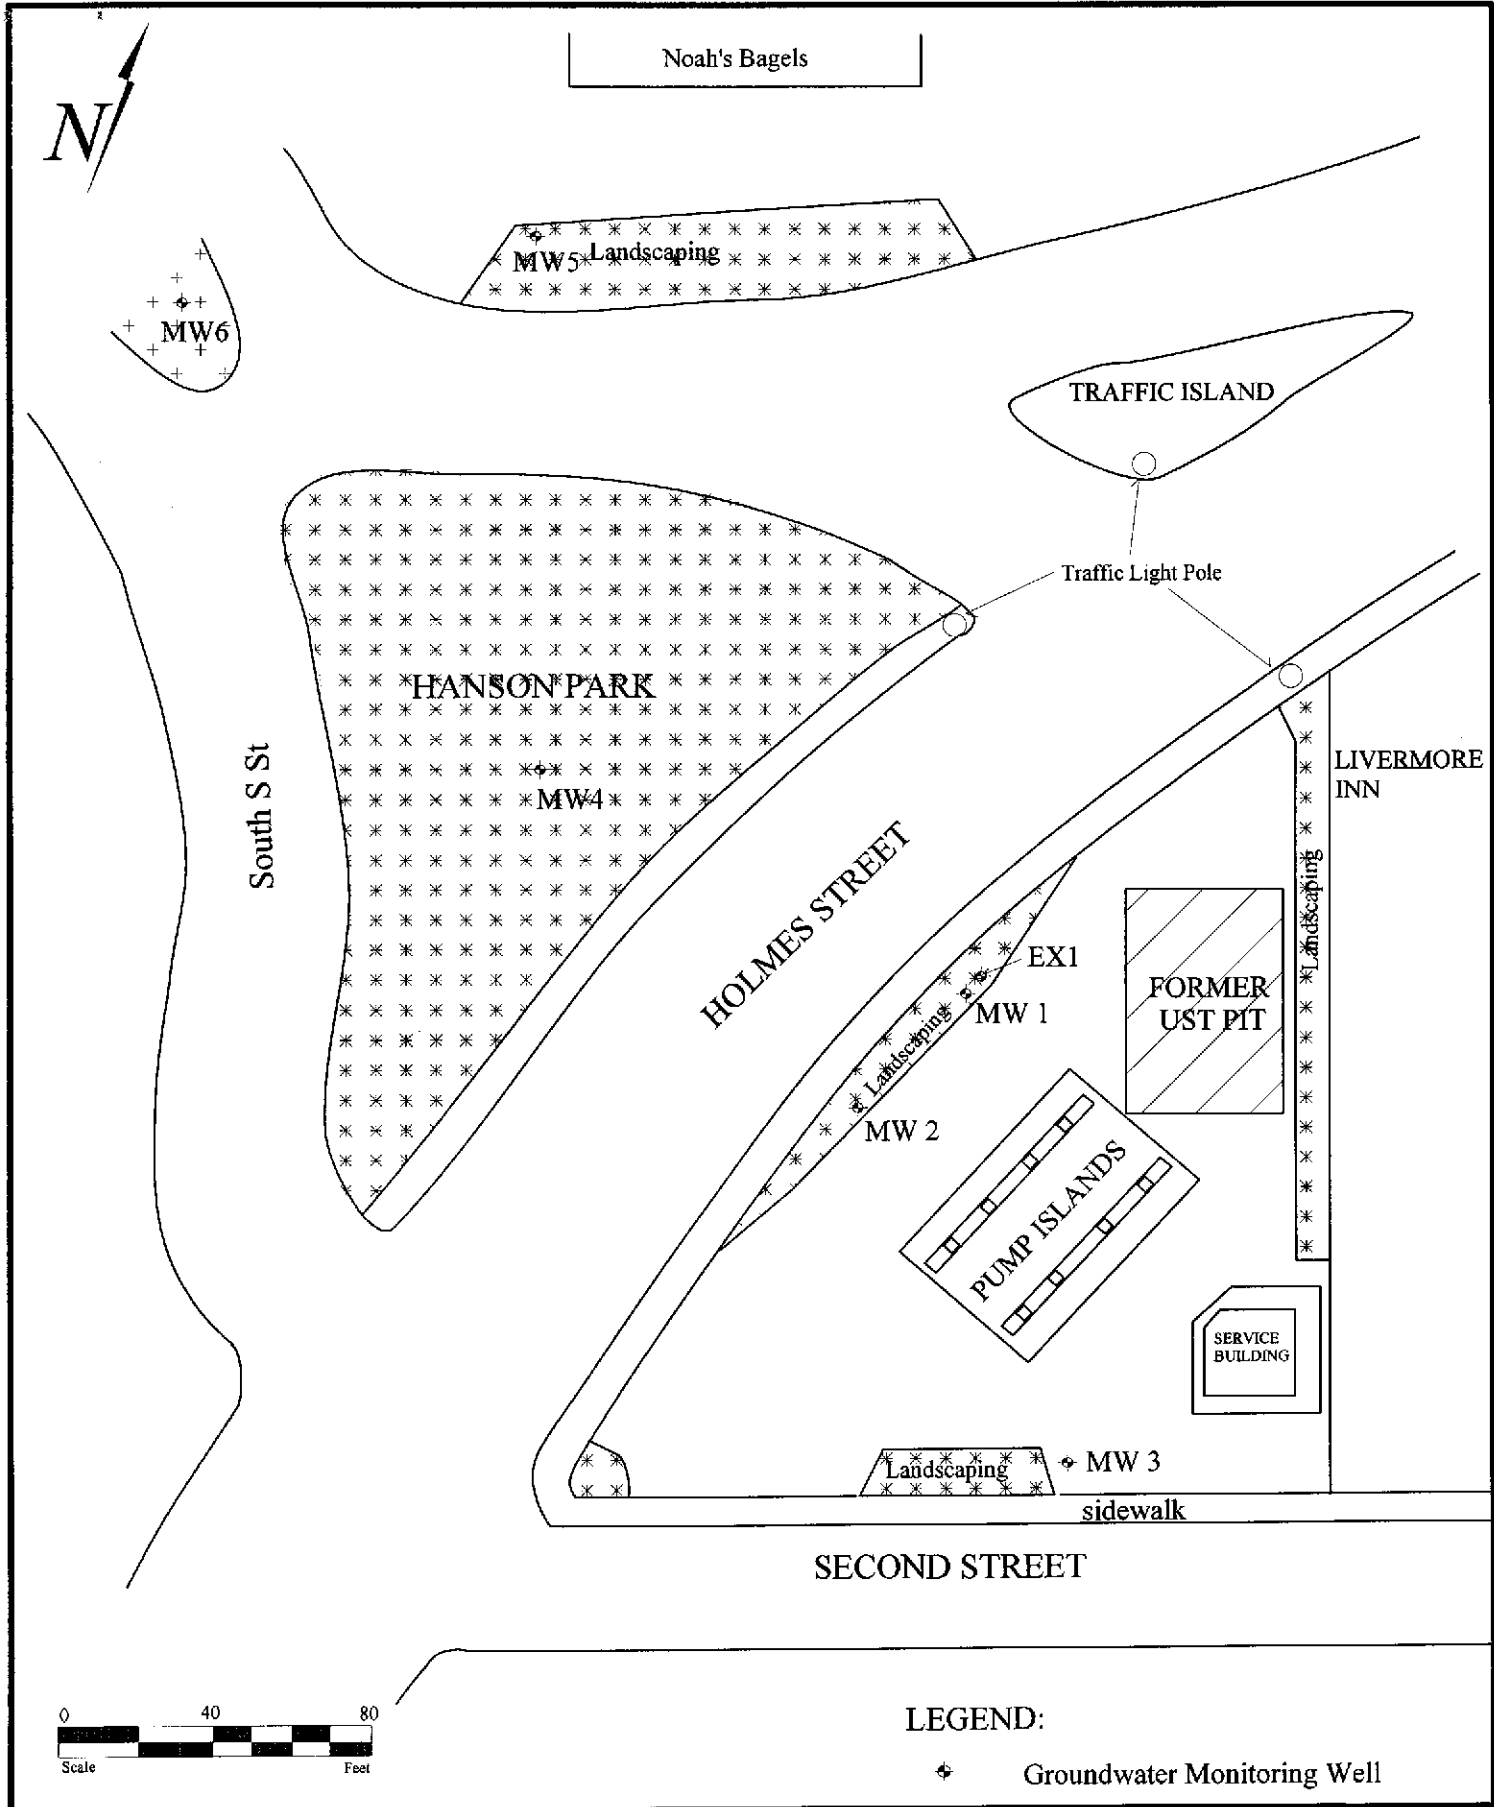 Noah's Bagels
N
MW5
Landscaping
MW6
TRAFFIC ISLAND
Traffic Light Pole
HANSON PARK
LIVERMORE
INN
South S St
MW4
HOLMES STREET
Landscaping
EX1
FORMER
UST PIT
MW 1
Landscaping
MW 2
PUMP ISLANDS
SERVICE
BUILDING
Landscaping
MW 3
sidewalk
SECOND STREET
0 40 80
Scale Feet
LEGEND:
Groundwater Monitoring Well